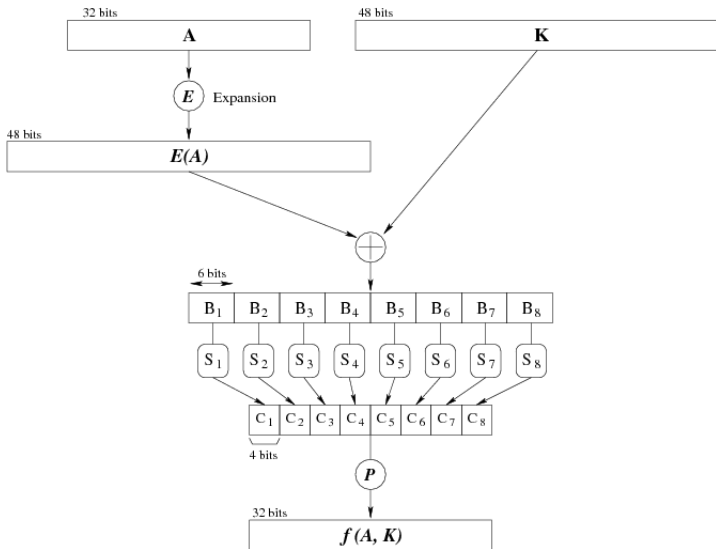 32 bits
48 bits
A
K
E
Expansion
48 bits
E(A)
6 bits
B1 B2 B3 B4 B5 B6 B7 B8
S1 S2 S3 S4 S5 S6 S7 S8
C1 C2 C3 C4 C5 C6 C7 C8
4 bits
P
32 bits
f(A, K)